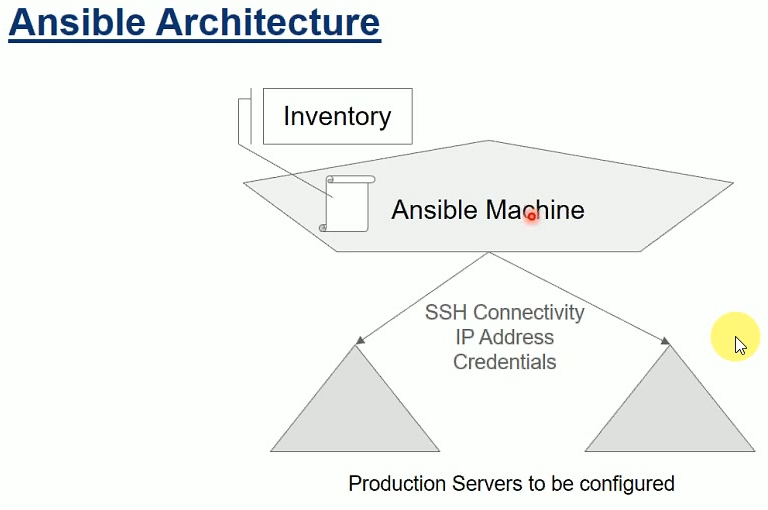 Ansible Architecture
Inventory
Ansible Machine
SSH Connectivity
IP Address
Credentials
Production Servers to be configured